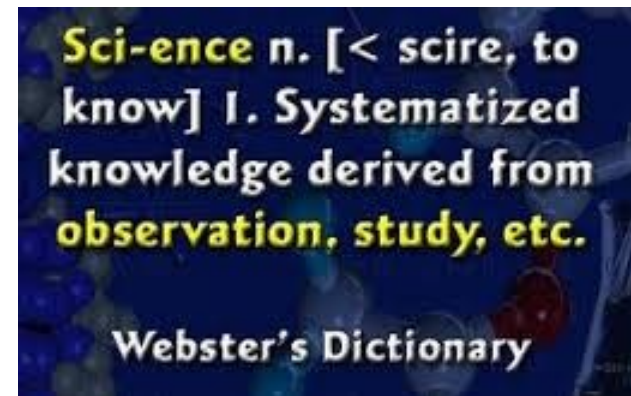 Sci-ence n. [< scire, to
know] 1. Systematized
knowledge derived from
observation, study, etc.
Webster's Dictionary